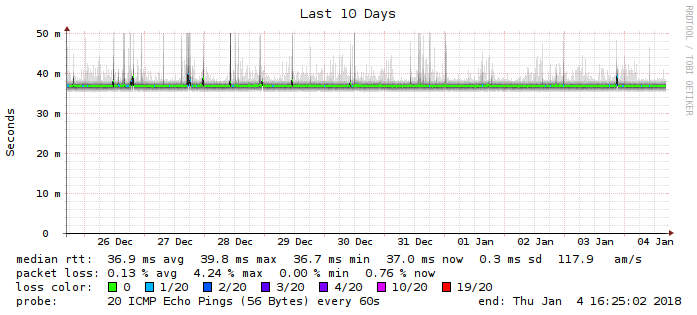 Last 10 Days
RRDTOOL / TOBI OETIKER
Seconds
50 m
40 m
30 m
20 m
10 m
0
26 Dec 27 Dec 28 Dec 29 Dec 30 Dec 31 Dec 01 Jan 02 Jan 03 Jan 04 Jan
median rtt: 36.9 ms avg 39.8 ms max 36.7 ms min 37.0 ms now 0.3 ms sd 117.9 am/s
packet loss: 0.13 % avg 4.24 % max 0.00 % min 0.76 % now
loss color: 0 1/20 2/20 3/20 4/20 10/20 19/20
probe: 20 ICMP Echo Pings (56 Bytes) every 60s end: Thu Jan 4 16:25:02 2018